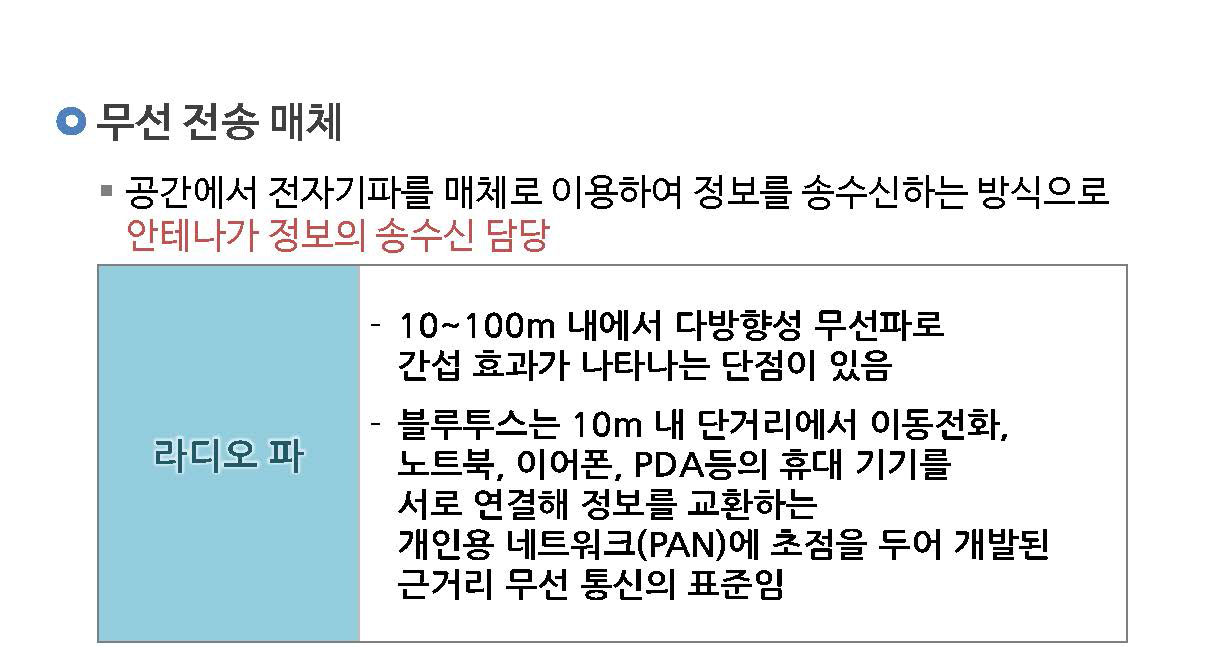 무선 전송 매체
▪ 공간에서 전자기파를 매체로 이용하여 정보를 송수신하는 방식으로
안테나가 정보의 송수신 담당
라디오 파
- 10~100m 내에서 다방향성 무선파로
간섭 효과가 나타나는 단점이 있음
- 블루투스는 10m 내 단거리에서 이동전화,
노트북, 이어폰, PDA등의 휴대 기기를
서로 연결해 정보를 교환하는
개인용 네트워크(PAN)에 초점을 두어 개발된
근거리 무선 통신의 표준임